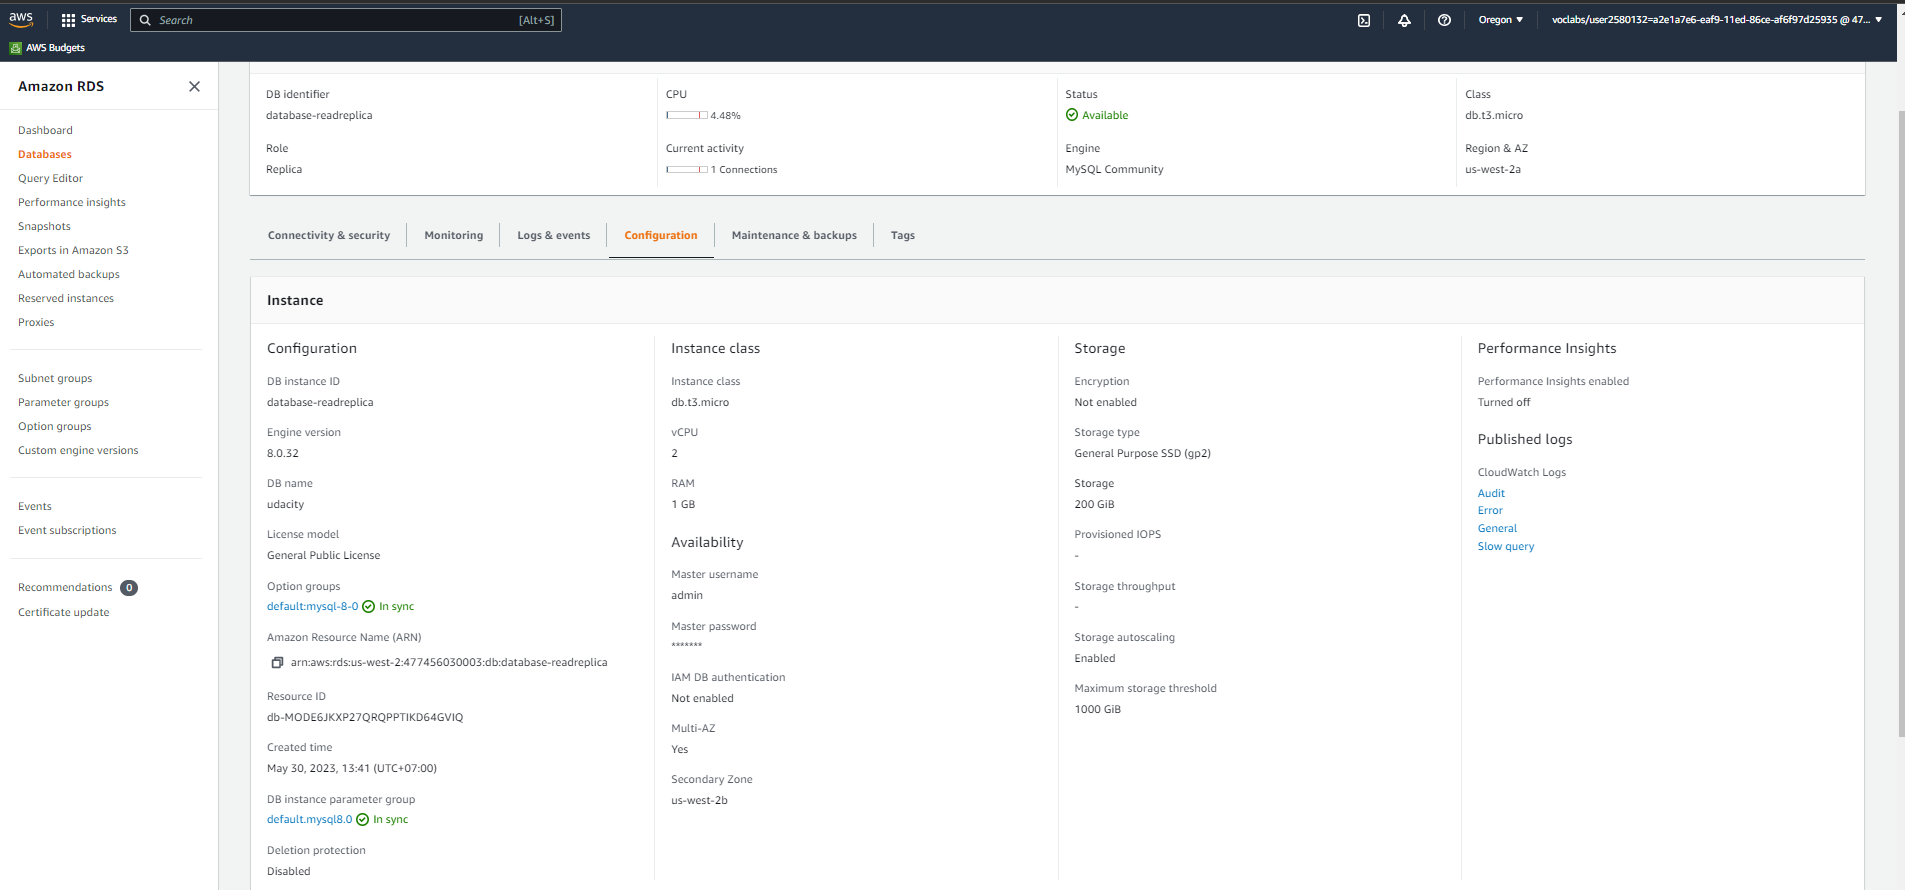 aws
Services
Search
[Alt+S]
Oregon
voclabs/user2580132=a2e1a7e6-eaf9-11ed-86ce-af6f97d25935 @ 47...
AWS Budgets
Amazon RDS
Dashboard
Databases
Query Editor
Performance insights
Snapshots
Exports in Amazon S3
Automated backups
Reserved instances
Proxies
Subnet groups
Parameter groups
Option groups
Custom engine versions
Events
Event subscriptions
Recommendations 0
Certificate update
DB identifier
database-readreplica
Role
Replica
CPU
4.48%
Current activity
1 Connections
Status
Available
Engine
MySQL Community
Class
db.t3.micro
Region & AZ
us-west-2a
Connectivity & security
Monitoring
Logs & events
Configuration
Maintenance & backups
Tags
Instance
Configuration
DB instance ID
database-readreplica
Engine version
8.0.32
DB name
udacity
License model
General Public License
Option groups
default:mysql-8-0 In sync
Amazon Resource Name (ARN)
arn:aws:rds:us-west-2:477456030003:db:database-readreplica
Resource ID
db-MODE6JKXP27QRQPPTIKD64GVIQ
Created time
May 30, 2023, 13:41 (UTC+07:00)
DB instance parameter group
default.mysql8.0 In sync
Deletion protection
Disabled
Instance class
Instance class
db.t3.micro
vCPU
2
RAM
1 GB
Availability
Master username
admin
Master password
*******
IAM DB authentication
Not enabled
Multi-AZ
Yes
Secondary Zone
us-west-2b
Storage
Encryption
Not enabled
Storage type
General Purpose SSD (gp2)
Storage
200 GiB
Provisioned IOPS
-
Storage throughput
-
Storage autoscaling
Enabled
Maximum storage threshold
1000 GiB
Performance Insights
Performance Insights enabled
Turned off
Published logs
CloudWatch Logs
Audit
Error
General
Slow query